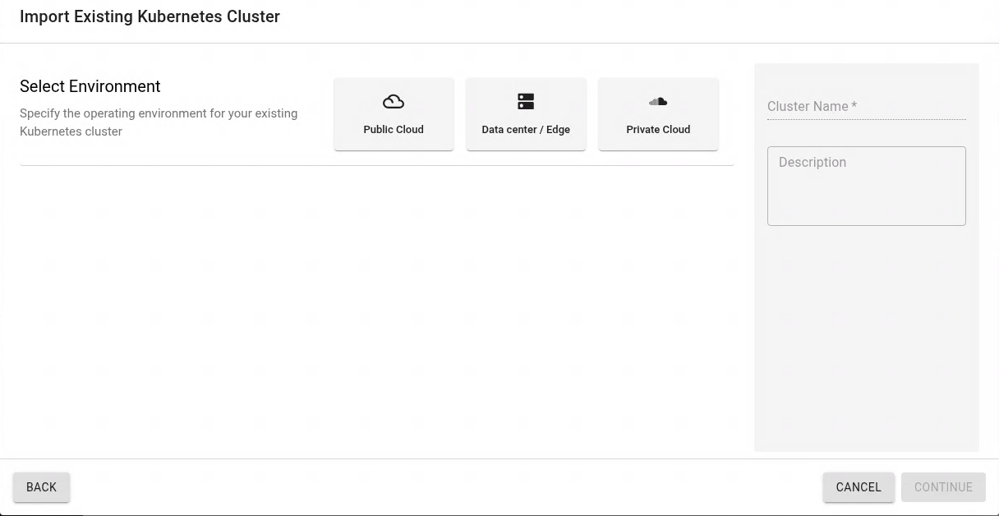 Import Existing Kubernetes Cluster
Select Environment
Specify the operating environment for your existing
Kubernetes cluster
Public Cloud
Data center / Edge
Private Cloud
Cluster Name *
Description
BACK
CANCEL
CONTINUE